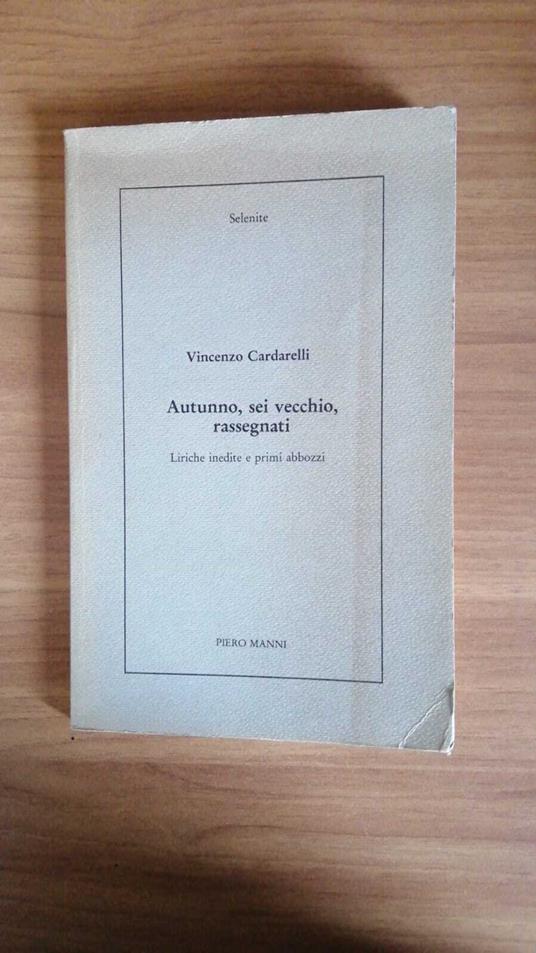 Selenite
Vincenzo Cardarelli
Autunno, sei vecchio,
rassegnati
Liriche inedite e primi abbozzi
PIERO MANNI